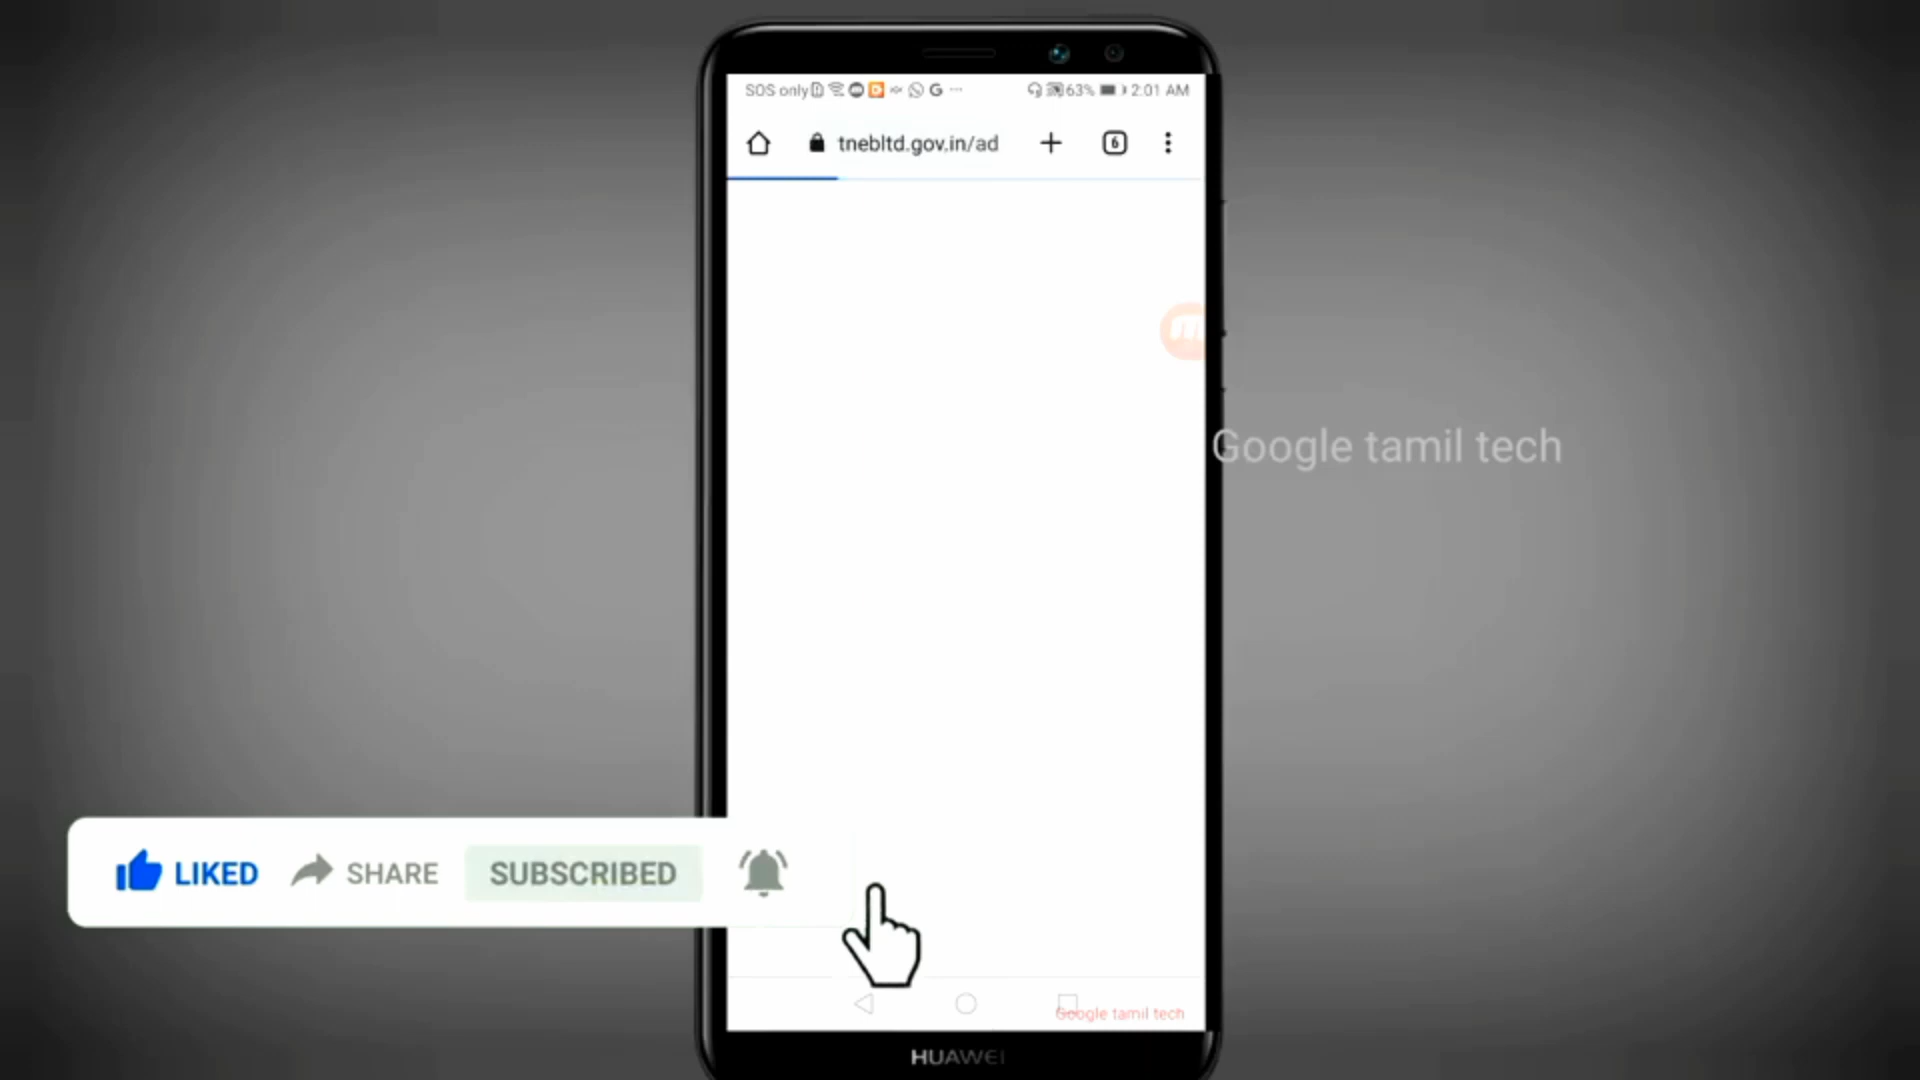 SOS only
63%
2:01 AM
tnebltd.gov.in/ad
6
Google tamil tech
LIKED
SHARE
SUBSCRIBED
Google tamil tech
HUAWEI